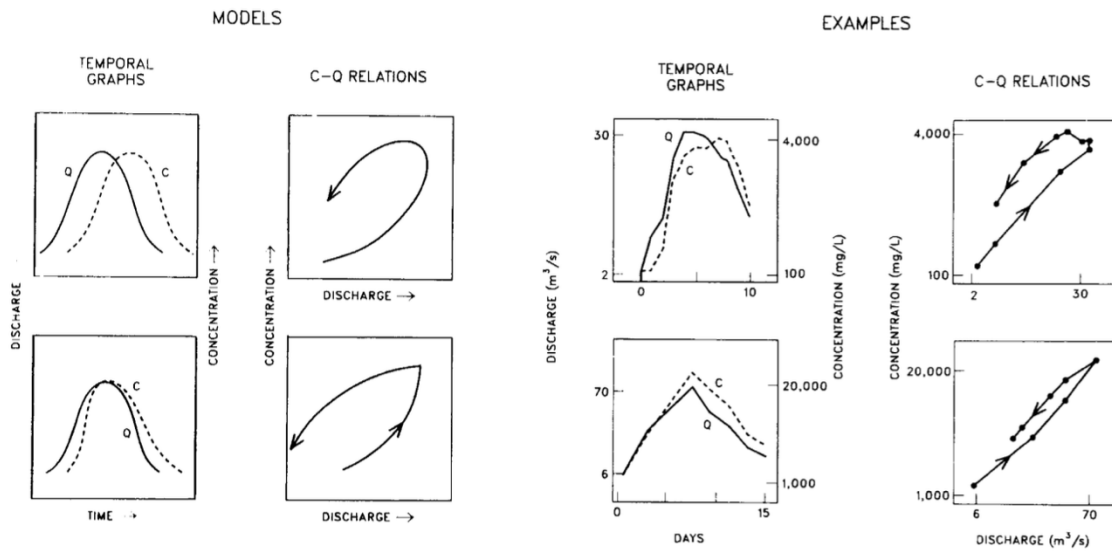 MODELS
EXAMPLES
TEMPORAL
GRAPHS
C-Q RELATIONS
TEMPORAL
GRAPHS
C-Q RELATIONS
Q
C
DISCHARGE
CONCENTRATION →
CONCENTRATION →
DISCHARGE →
C
Q
TIME →
DISCHARGE →
30
2
Q
C
4,000
100
0
10
DISCHARGE (m³/s)
CONCENTRATION (mg/L)
CONCENTRATION (mg/L)
4,000
100
2
30
70
6
C
Q
20,000
1,000
0
15
DAYS
20,000
1,000
6
70
DISCHARGE (m³/s)